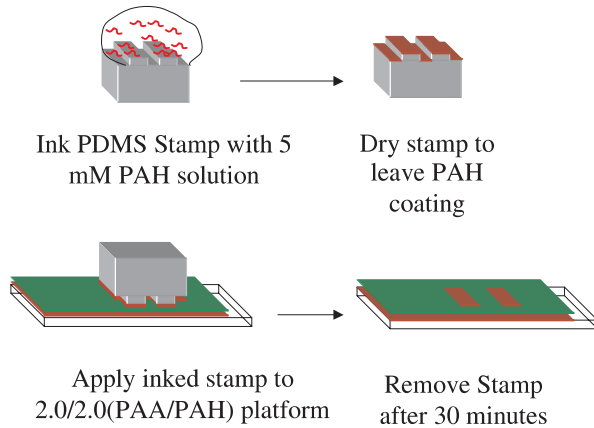 Ink PDMS Stamp with 5
mM PAH solution
Dry stamp to
leave PAH
coating
Apply inked stamp to
2.0/2.0(PAA/PAH) platform
Remove Stamp
after 30 minutes